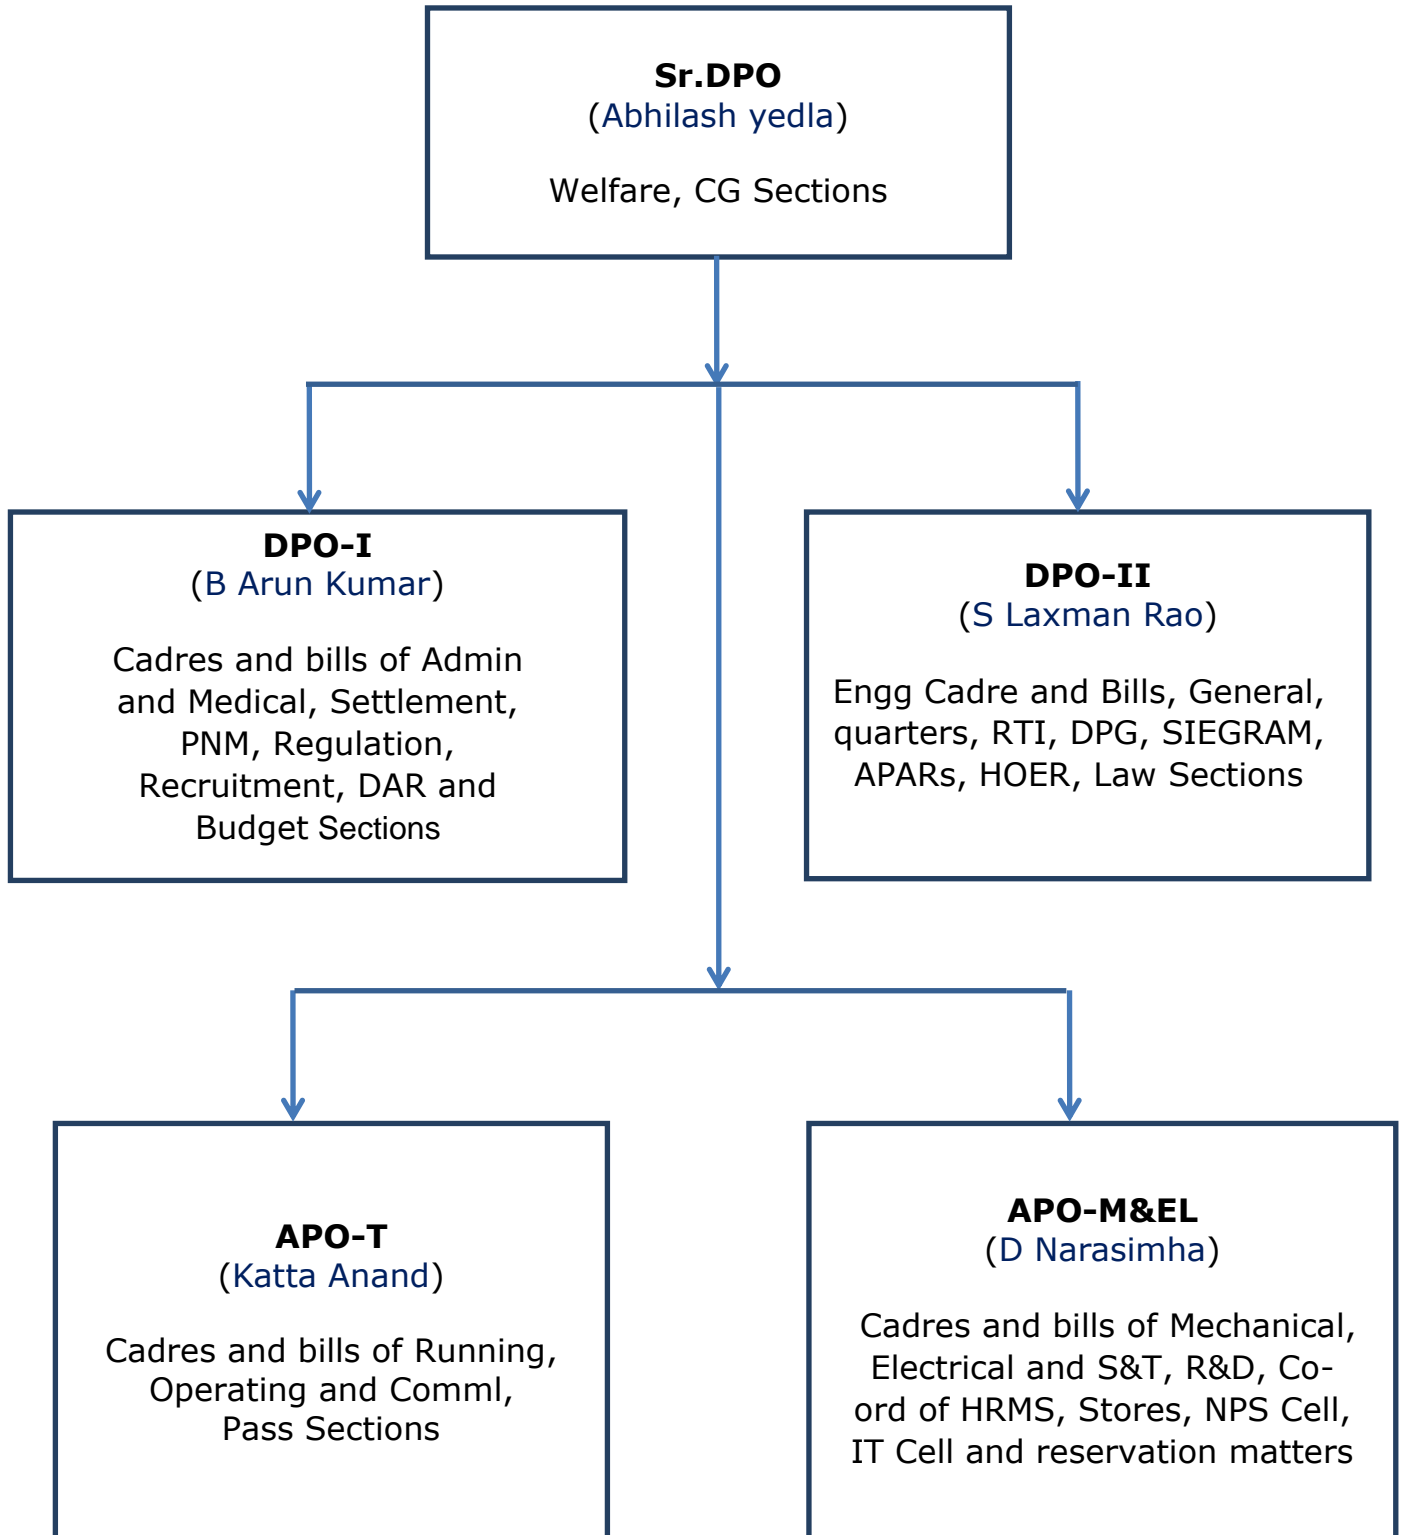 Sr.DPO
(Abhilash yedla)
Welfare, CG Sections
DPO-I
(B Arun Kumar)
Cadres and bills of Admin
and Medical, Settlement,
PNM, Regulation,
Recruitment, DAR and
Budget Sections
DPO-II
(S Laxman Rao)
Engg Cadre and Bills, General,
quarters, RTI, DPG, SIEGRAM,
APARs, HOER, Law Sections
APO-T
(Katta Anand)
Cadres and bills of Running,
Operating and Comml,
Pass Sections
APO-M&EL
(D Narasimha)
Cadres and bills of Mechanical,
Electrical and S&T, R&D, Co-
ord of HRMS, Stores, NPS Cell,
IT Cell and reservation matters